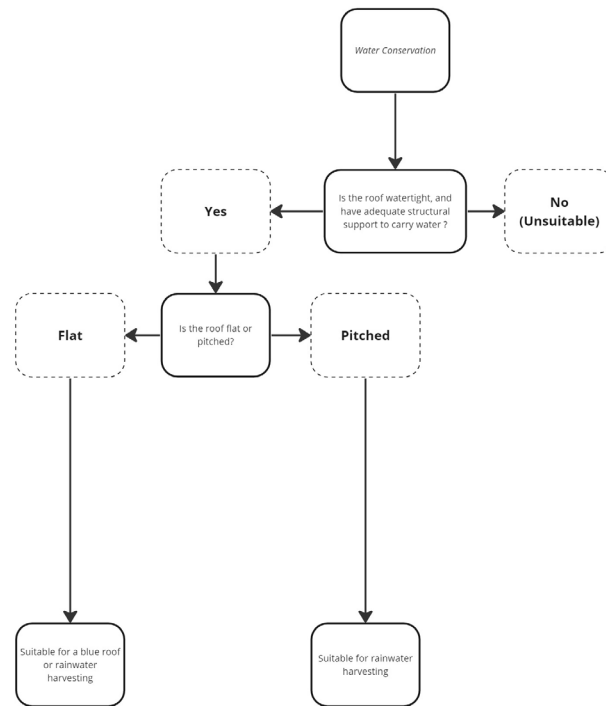 Water Conservation
Is the roof watertight, and
have adequate structural
support to carry water ?
Yes
No
(Unsuitable)
Is the roof flat or
pitched?
Flat
Pitched
Suitable for a blue roof
or rainwater
harvesting
Suitable for rainwater
harvesting